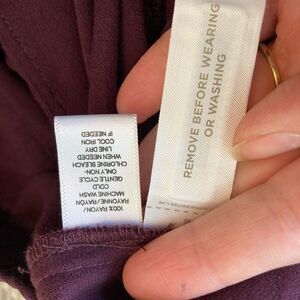 100% RAYON/
RAYONNE/RAYÓN
MACHINE WASH
COLD
GENTLE CYCLE
ONLY NON-
CHLORINE BLEACH
WHEN NEEDED
LINE DRY
COOL IRON
IF NEEDED
REMOVE BEFORE WEARING
OR WASHING